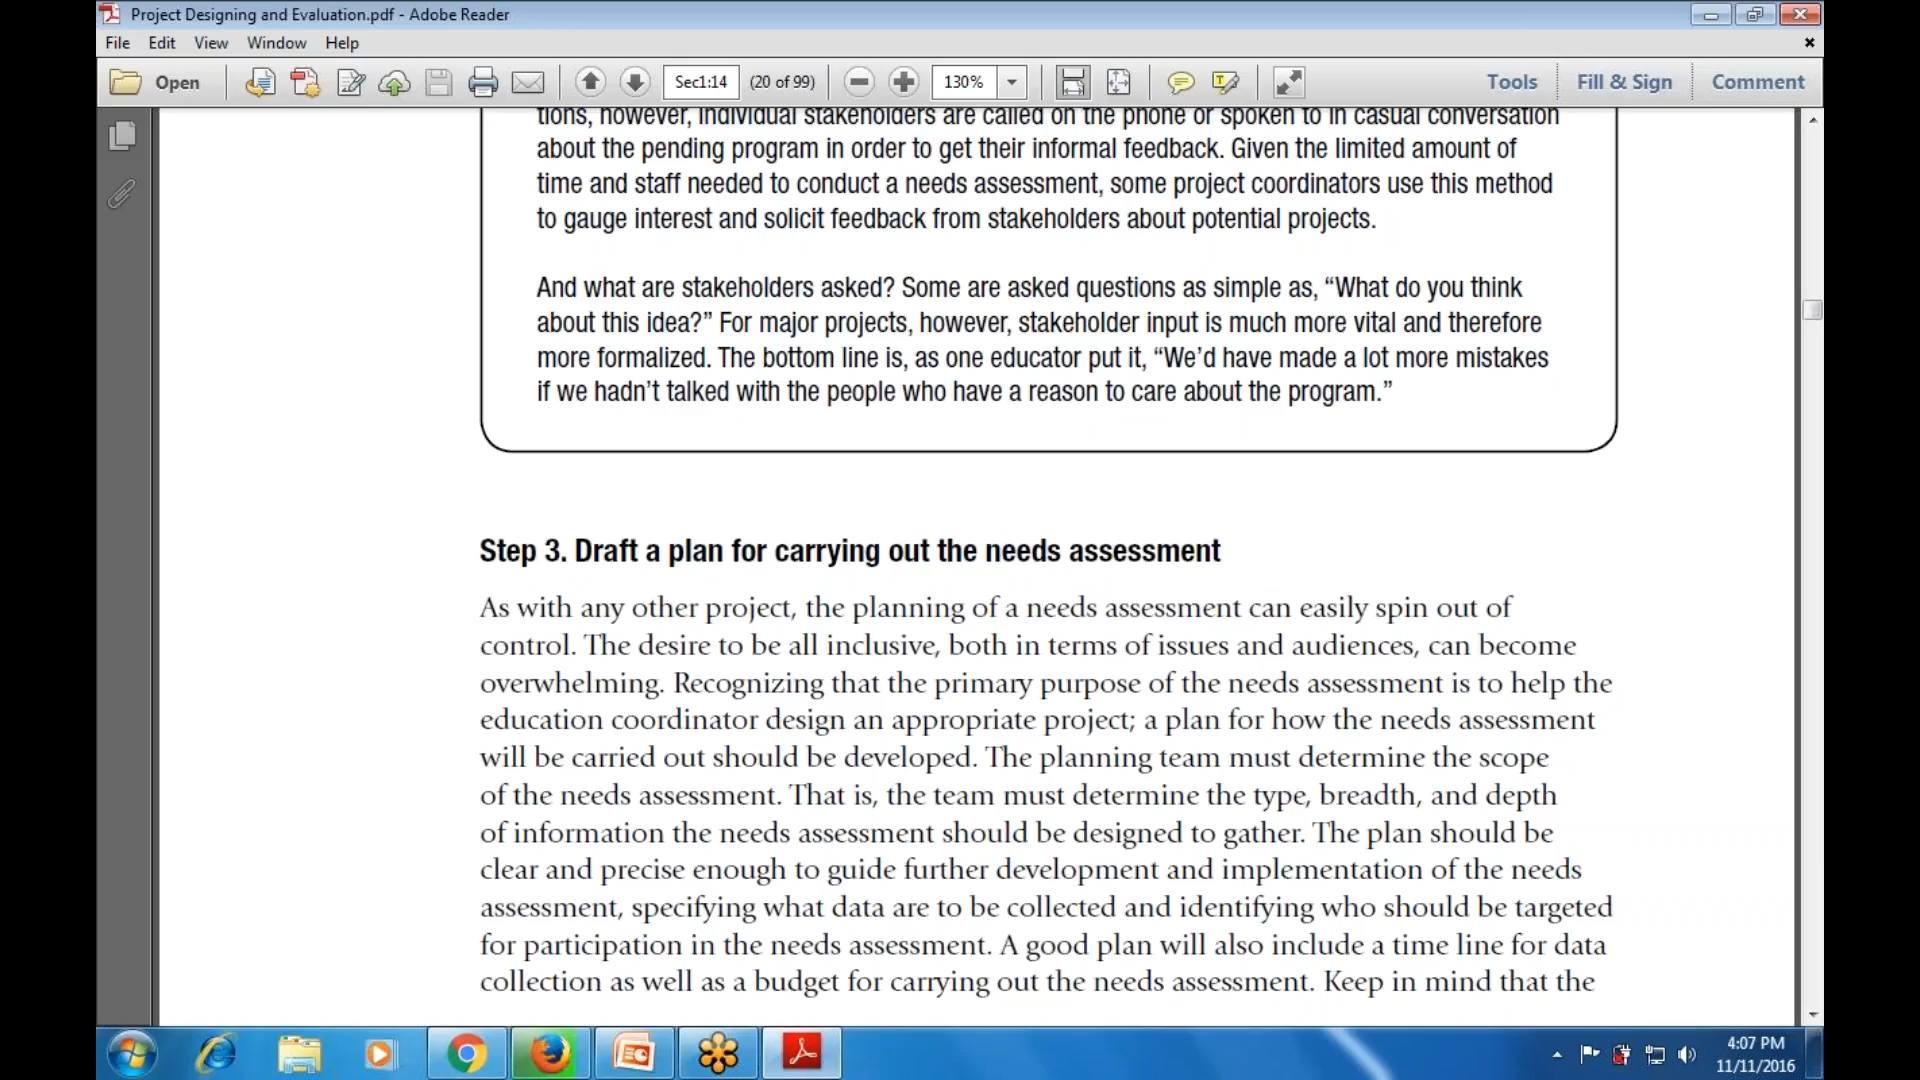 Project Designing and Evaluation.pdf - Adobe Reader
File Edit View Window Help
Open Sec1:14 (20 of 99) 130% Tools Fill & Sign Comment
tions, however, individual stakeholders are called on the phone or spoken to in casual conversation
about the pending program in order to get their informal feedback. Given the limited amount of
time and staff needed to conduct a needs assessment, some project coordinators use this method
to gauge interest and solicit feedback from stakeholders about potential projects.
And what are stakeholders asked? Some are asked questions as simple as, “What do you think
about this idea?” For major projects, however, stakeholder input is much more vital and therefore
more formalized. The bottom line is, as one educator put it, “We’d have made a lot more mistakes
if we hadn’t talked with the people who have a reason to care about the program.”
Step 3. Draft a plan for carrying out the needs assessment
As with any other project, the planning of a needs assessment can easily spin out of
control. The desire to be all inclusive, both in terms of issues and audiences, can become
overwhelming. Recognizing that the primary purpose of the needs assessment is to help the
education coordinator design an appropriate project; a plan for how the needs assessment
will be carried out should be developed. The planning team must determine the scope
of the needs assessment. That is, the team must determine the type, breadth, and depth
of information the needs assessment should be designed to gather. The plan should be
clear and precise enough to guide further development and implementation of the needs
assessment, specifying what data are to be collected and identifying who should be targeted
for participation in the needs assessment. A good plan will also include a time line for data
collection as well as a budget for carrying out the needs assessment. Keep in mind that the
4:07 PM
11/11/2016